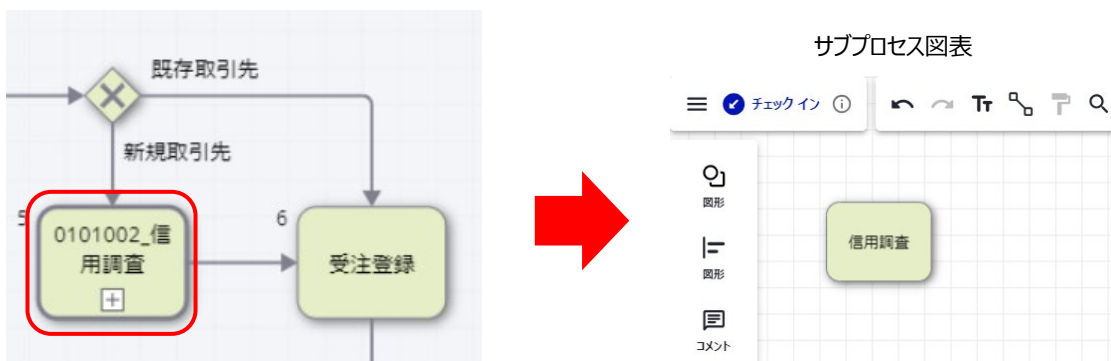 既存取引先
新規取引先
5
0101002_信
用調査
6
受注登録
サブプロセス図表
チェックイン
Tт
図形
図形
コメント
信用調査